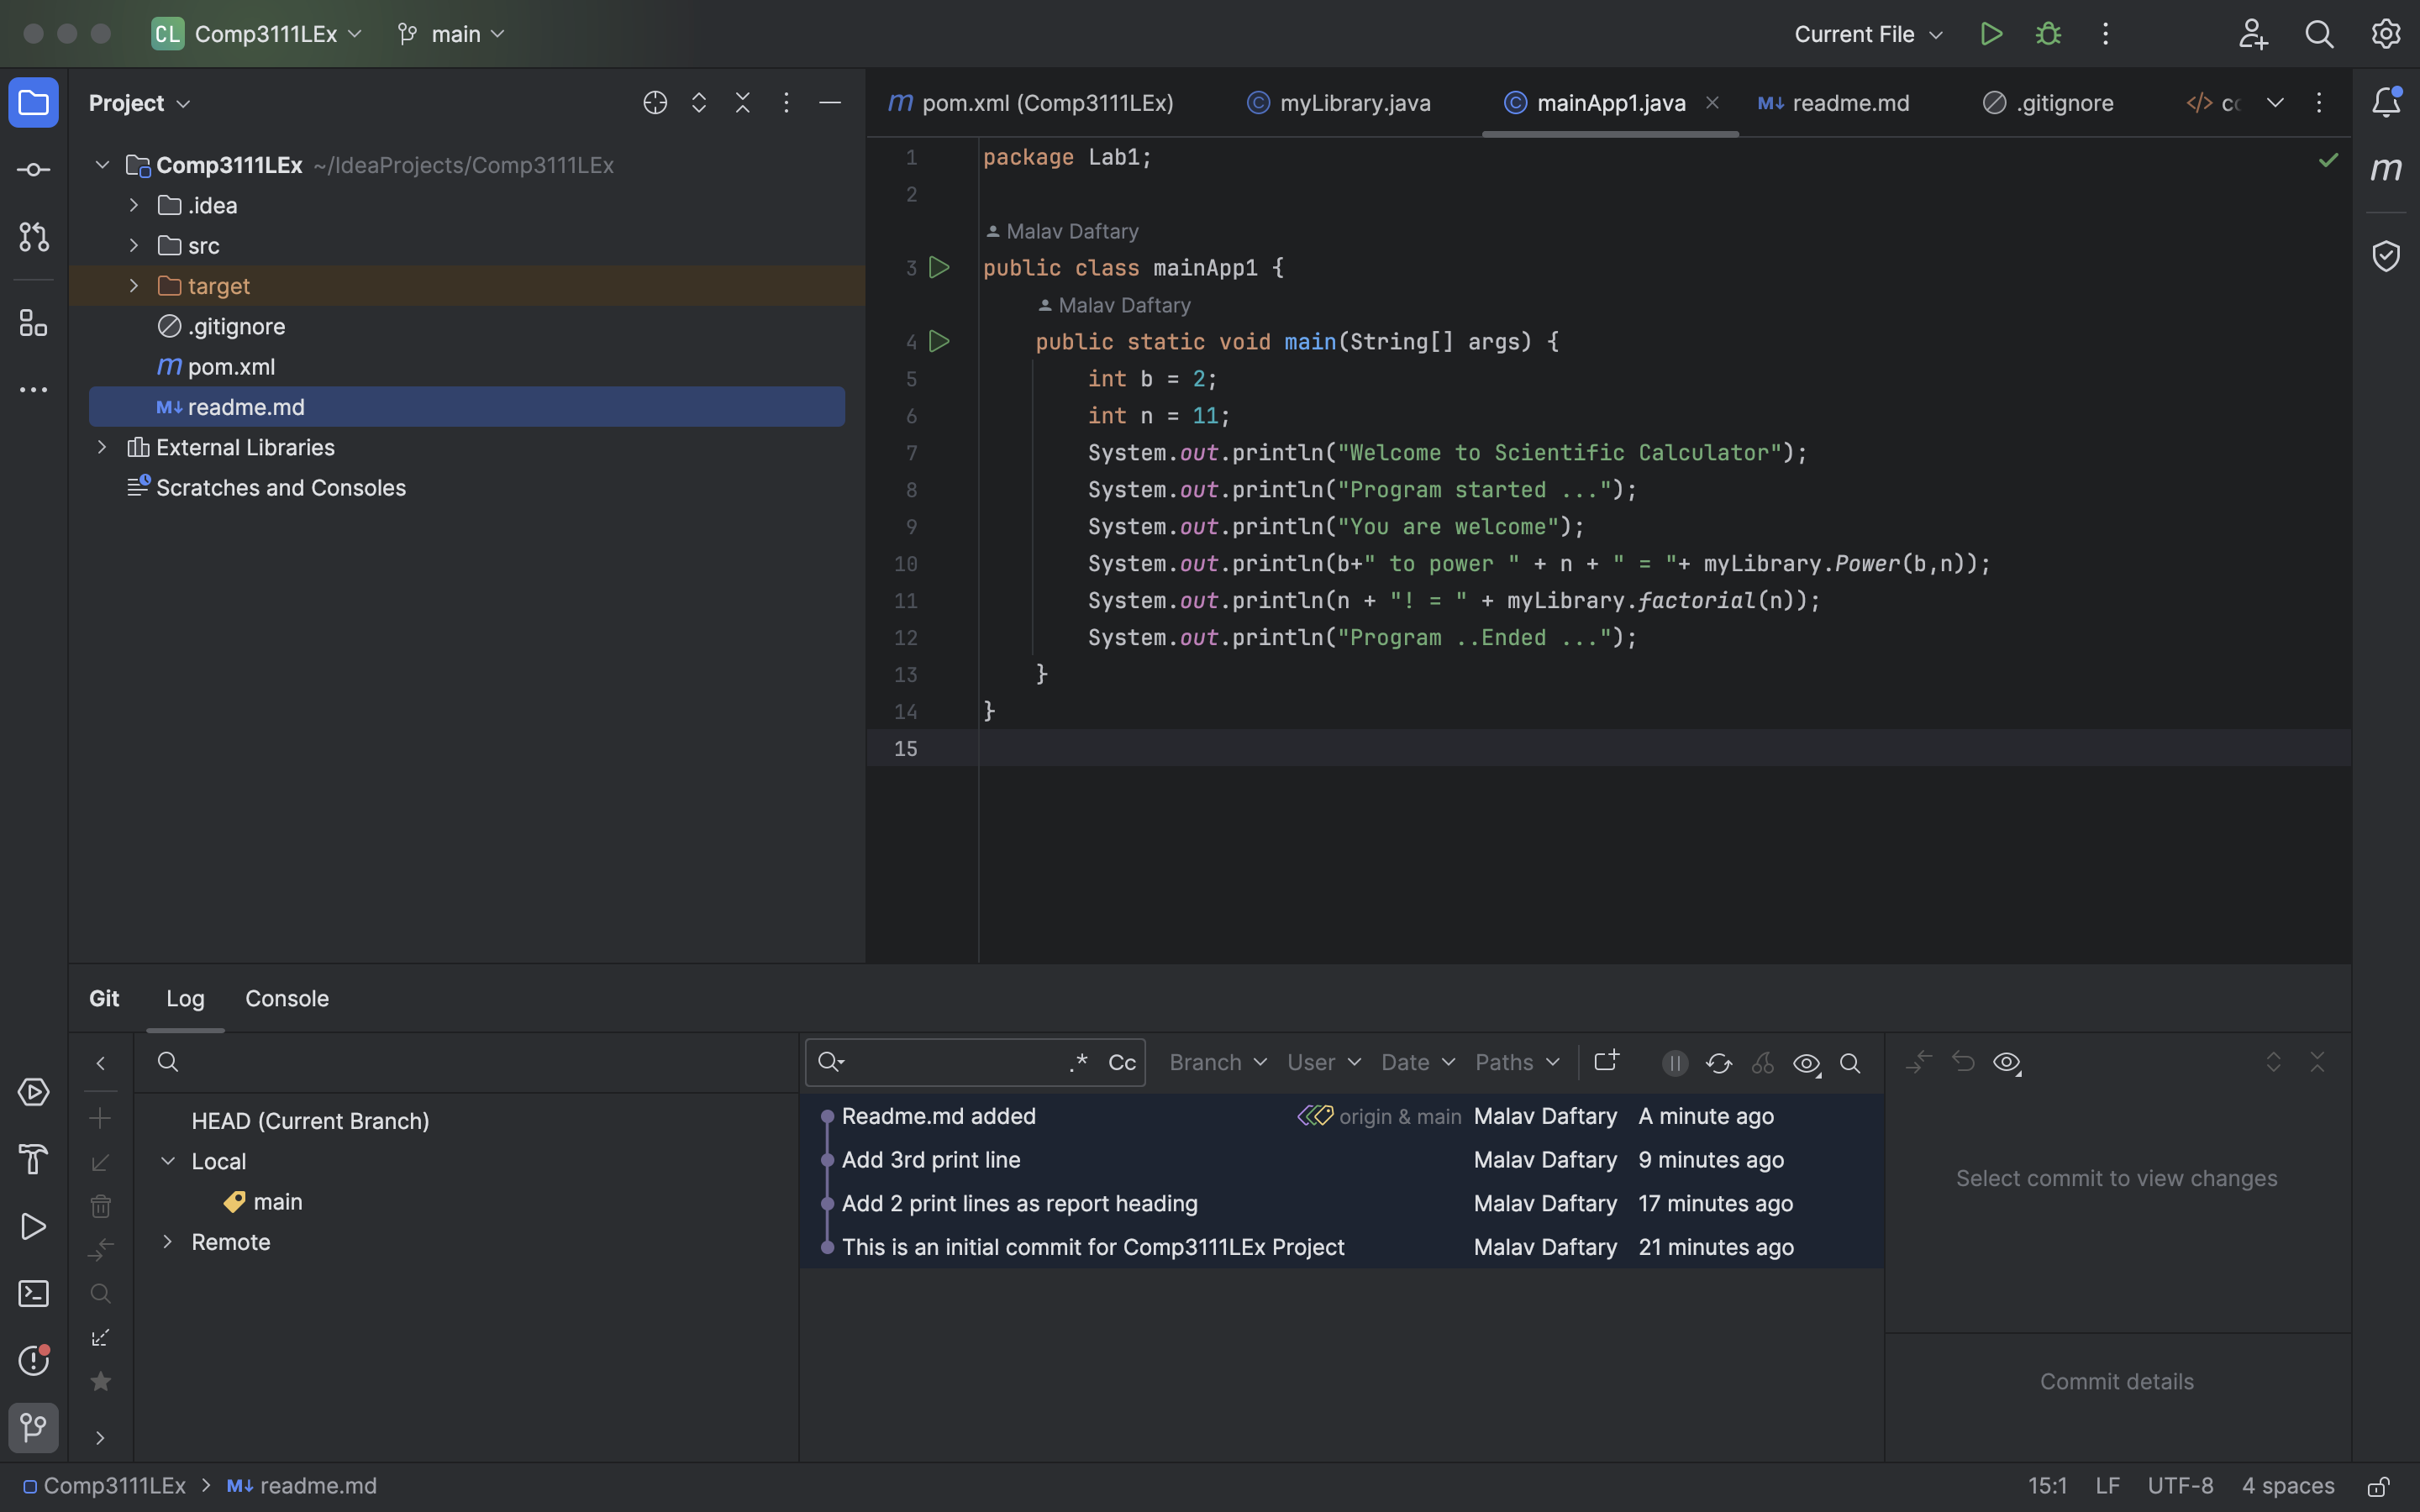 CL Comp3111LEx main Current File
Project
Comp3111LEx ~/IdeaProjects/Comp3111LEx
.idea
src
target
.gitignore
m pom.xml
M↓ readme.md
External Libraries
Scratches and Consoles
m pom.xml (Comp3111LEx) myLibrary.java mainApp1.java M↓ readme.md .gitignore </>
1 package Lab1;
2
Malav Daftary
3 public class mainApp1 {
Malav Daftary
4 public static void main(String[] args) {
5 int b = 2;
6 int n = 11;
7 System.out.println("Welcome to Scientific Calculator");
8 System.out.println("Program started ...");
9 System.out.println("You are welcome");
10 System.out.println(b+" to power " + n + " = "+ myLibrary.Power(b,n));
11 System.out.println(n + "! = " + myLibrary.factorial(n));
12 System.out.println("Program ..Ended ...");
13 }
14 }
15
m
Git Log Console
HEAD (Current Branch)
Local
main
Remote
.* Cc Branch User Date Paths
Readme.md added origin & main Malav Daftary A minute ago
Add 3rd print line Malav Daftary 9 minutes ago
Add 2 print lines as report heading Malav Daftary 17 minutes ago
This is an initial commit for Comp3111LEx Project Malav Daftary 21 minutes ago
Select commit to view changes
Commit details
Comp3111LEx > M↓ readme.md 15:1 LF UTF-8 4 spaces